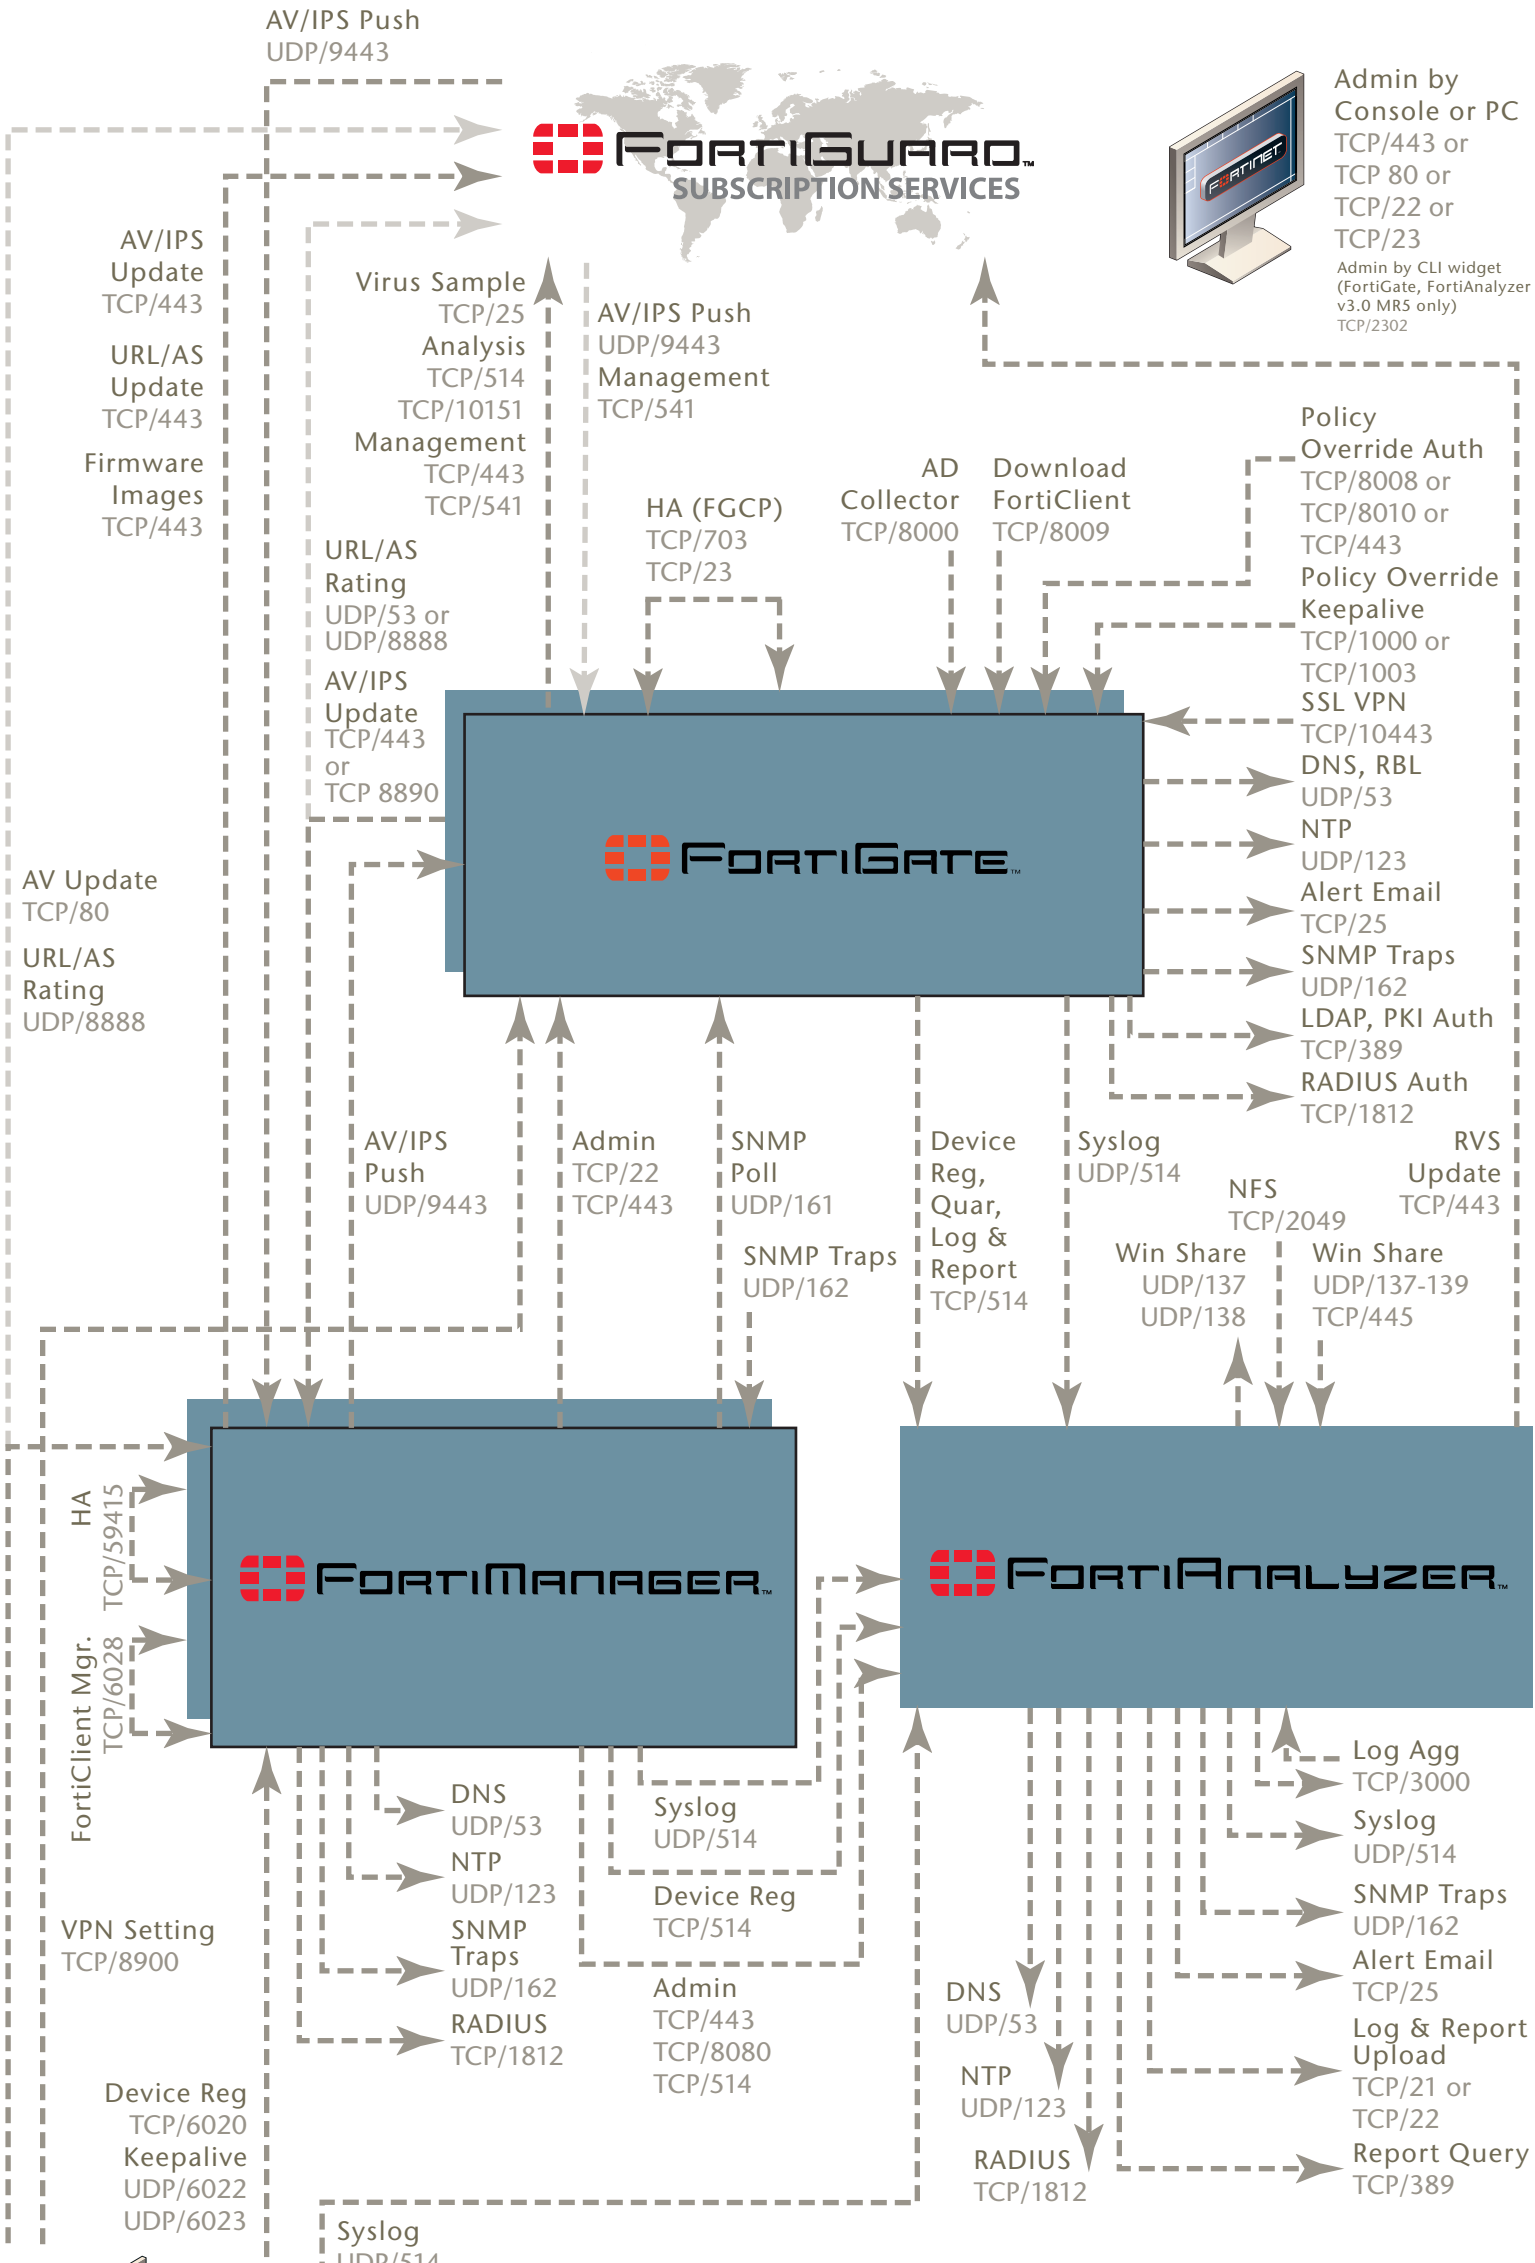 AV/IPS Push
UDP/9443
FORTIGUARD™
SUBSCRIPTION SERVICES
FORTINET
Admin by
Console or PC
TCP/443 or
TCP 80 or
TCP/22 or
TCP/23
Admin by CLI widget
(FortiGate, FortiAnalyzer
v3.0 MR5 only)
TCP/2302
AV/IPS
Update
TCP/443
URL/AS
Update
TCP/443
Firmware
Images
TCP/443
Virus Sample
TCP/25
Analysis
TCP/514
TCP/10151
Management
TCP/443
TCP/541
AV/IPS Push
UDP/9443
Management
TCP/541
HA (FGCP)
TCP/703
TCP/23
AD
Collector
TCP/8000
Download
FortiClient
TCP/8009
Policy
Override Auth
TCP/8008 or
TCP/8010 or
TCP/443
Policy Override
Keepalive
TCP/1000 or
TCP/1003
SSL VPN
TCP/10443
DNS, RBL
UDP/53
NTP
UDP/123
Alert Email
TCP/25
SNMP Traps
UDP/162
LDAP, PKI Auth
TCP/389
RADIUS Auth
TCP/1812
URL/AS
Rating
UDP/53 or
UDP/8888
AV/IPS
Update
TCP/443
or
TCP 8890
FORTIGATE™
AV Update
TCP/80
URL/AS
Rating
UDP/8888
AV/IPS
Push
UDP/9443
Admin
TCP/22
TCP/443
SNMP
Poll
UDP/161
SNMP Traps
UDP/162
Device
Reg,
Quar,
Log &
Report
TCP/514
Syslog
UDP/514
NFS
TCP/2049
RVS
Update
TCP/443
Win Share
UDP/137
UDP/138
Win Share
UDP/137-139
TCP/445
HA
TCP/59415
FortiClient Mgr.
TCP/6028
FORTIMANAGER™
FORTIANALYZER™
DNS
UDP/53
NTP
UDP/123
SNMP
Traps
UDP/162
RADIUS
TCP/1812
Syslog
UDP/514
Device Reg
TCP/514
Admin
TCP/443
TCP/8080
TCP/514
VPN Setting
TCP/8900
Device Reg
TCP/6020
Keepalive
UDP/6022
UDP/6023
DNS
UDP/53
NTP
UDP/123
RADIUS
TCP/1812
Log Agg
TCP/3000
Syslog
UDP/514
SNMP Traps
UDP/162
Alert Email
TCP/25
Log & Report
Upload
TCP/21 or
TCP/22
Report Query
TCP/389
Syslog
UDP/514